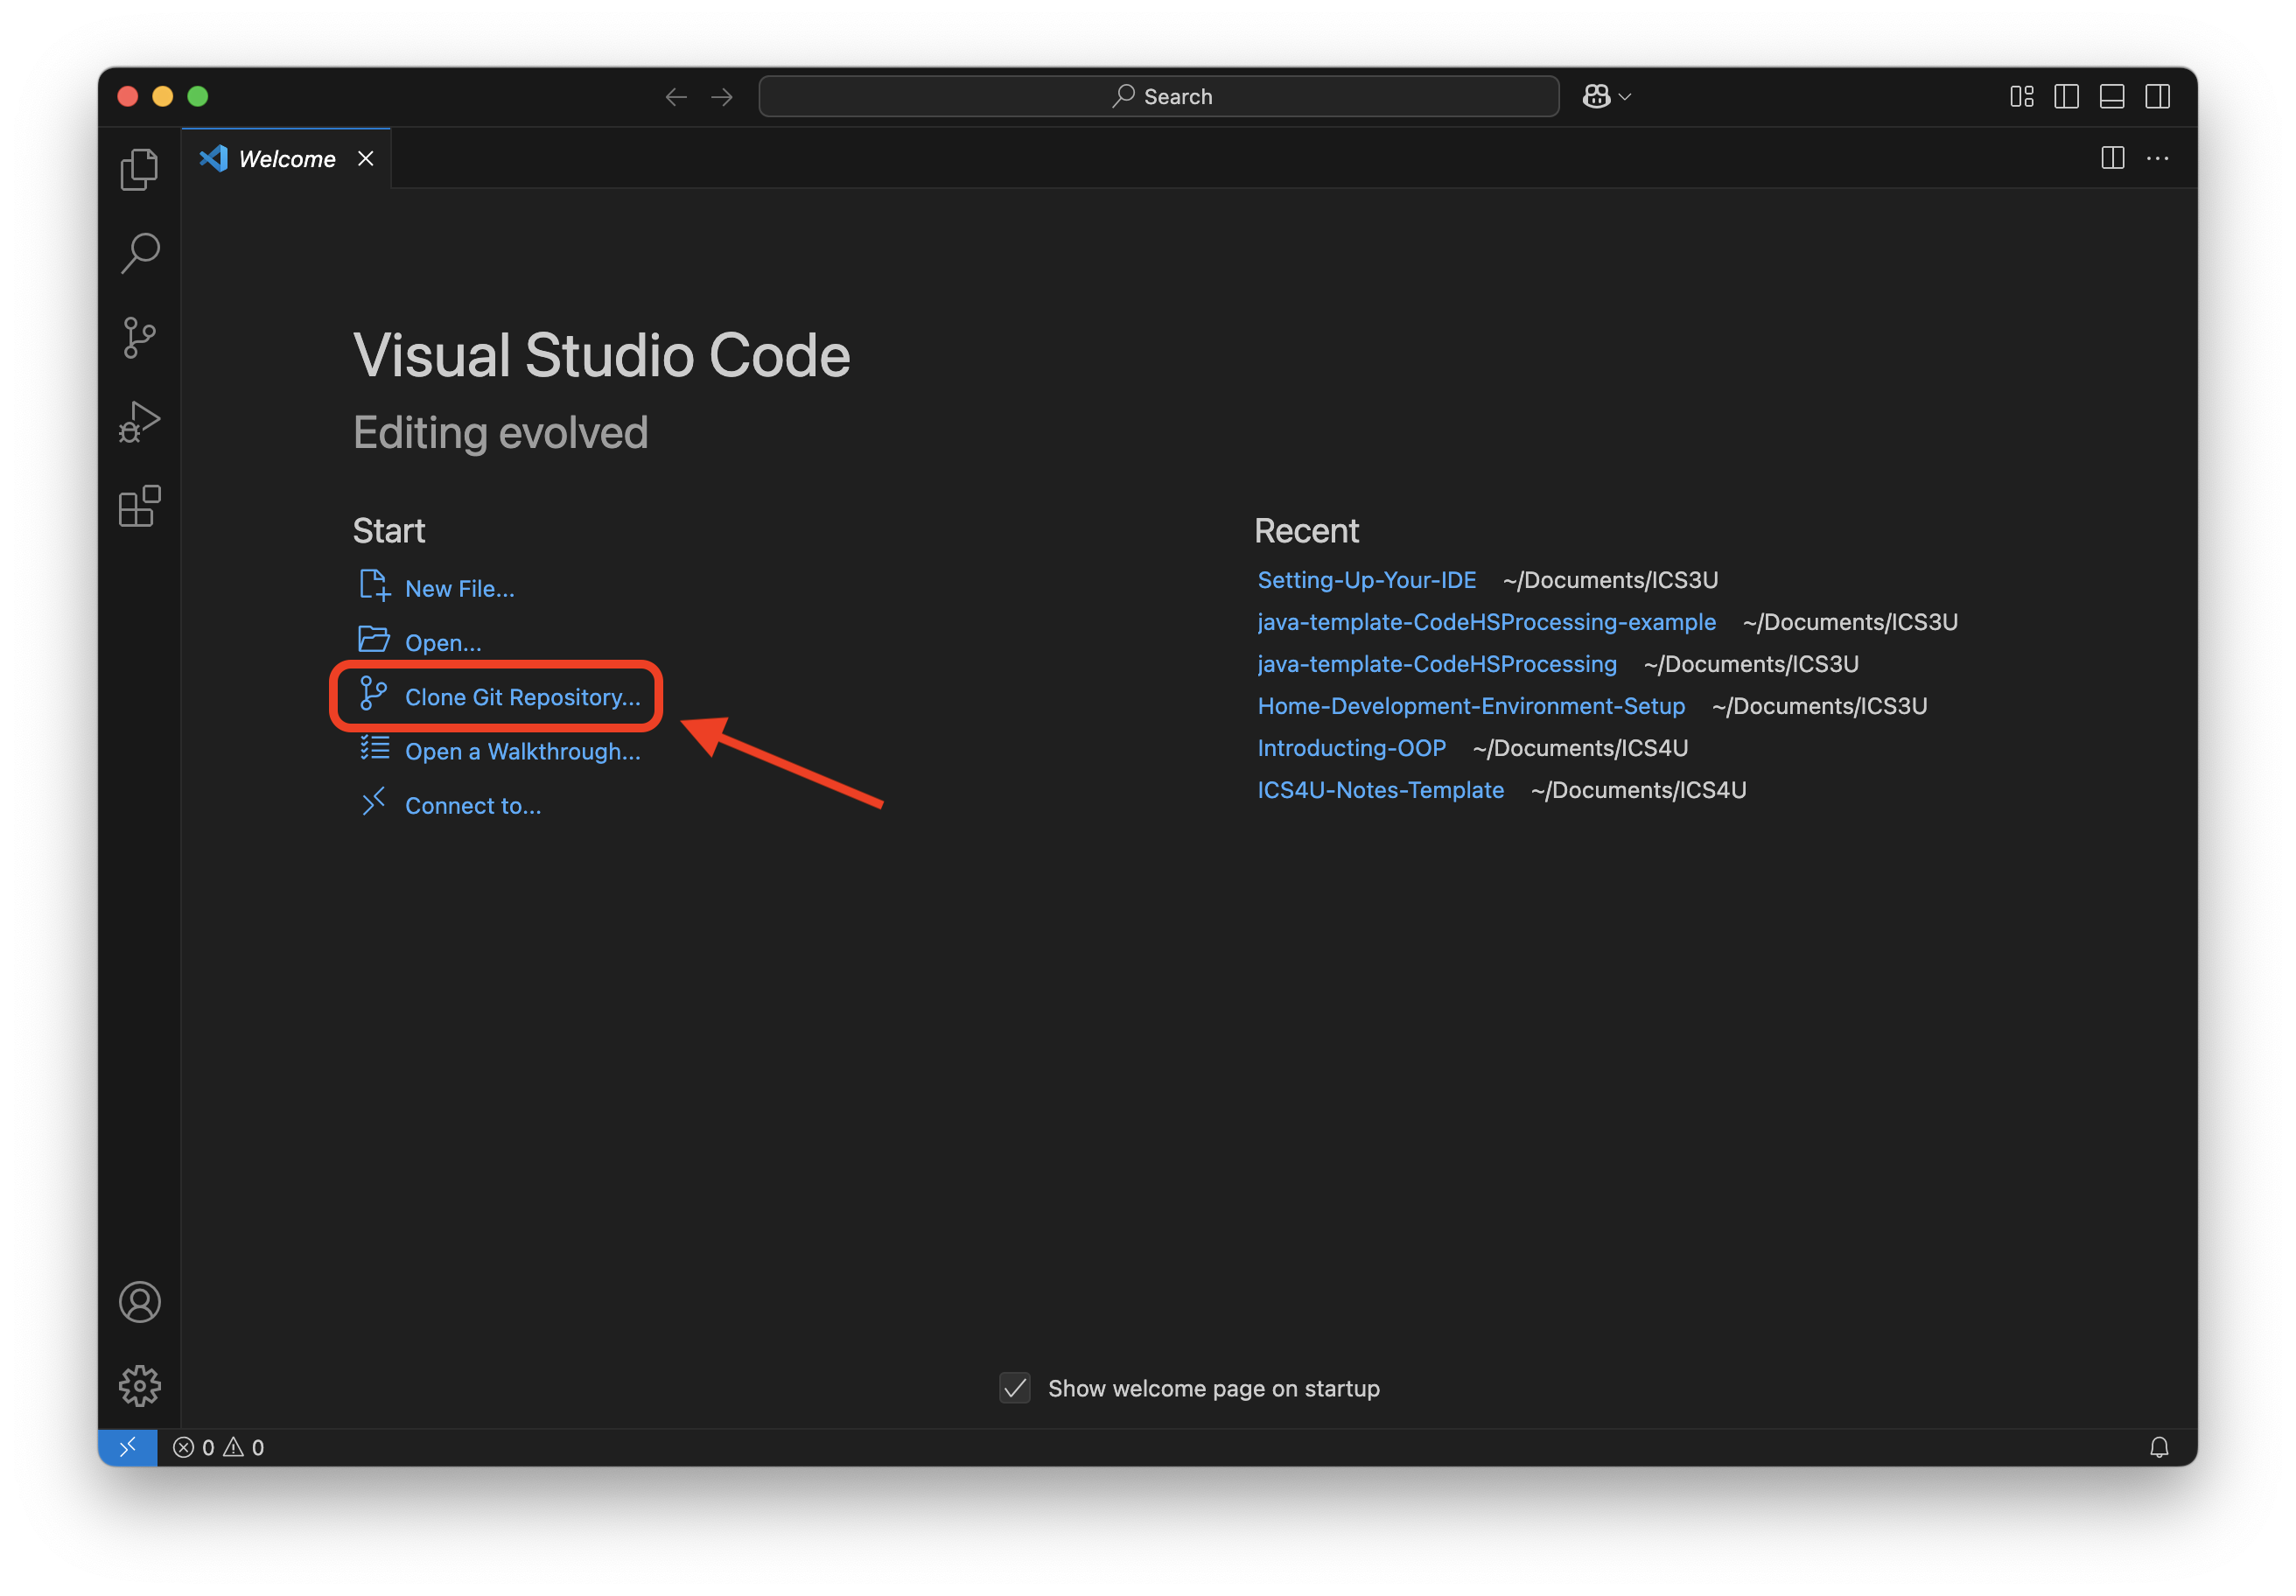 Search
Welcome
Visual Studio Code
Editing evolved
Start
New File...
Open...
Clone Git Repository...
Open a Walkthrough...
Connect to...
Recent
Setting-Up-Your-IDE ~/Documents/ICS3U
java-template-CodeHSProcessing-example ~/Documents/ICS3U
java-template-CodeHSProcessing ~/Documents/ICS3U
Home-Development-Environment-Setup ~/Documents/ICS3U
Introducting-OOP ~/Documents/ICS4U
ICS4U-Notes-Template ~/Documents/ICS4U
Show welcome page on startup
0 0